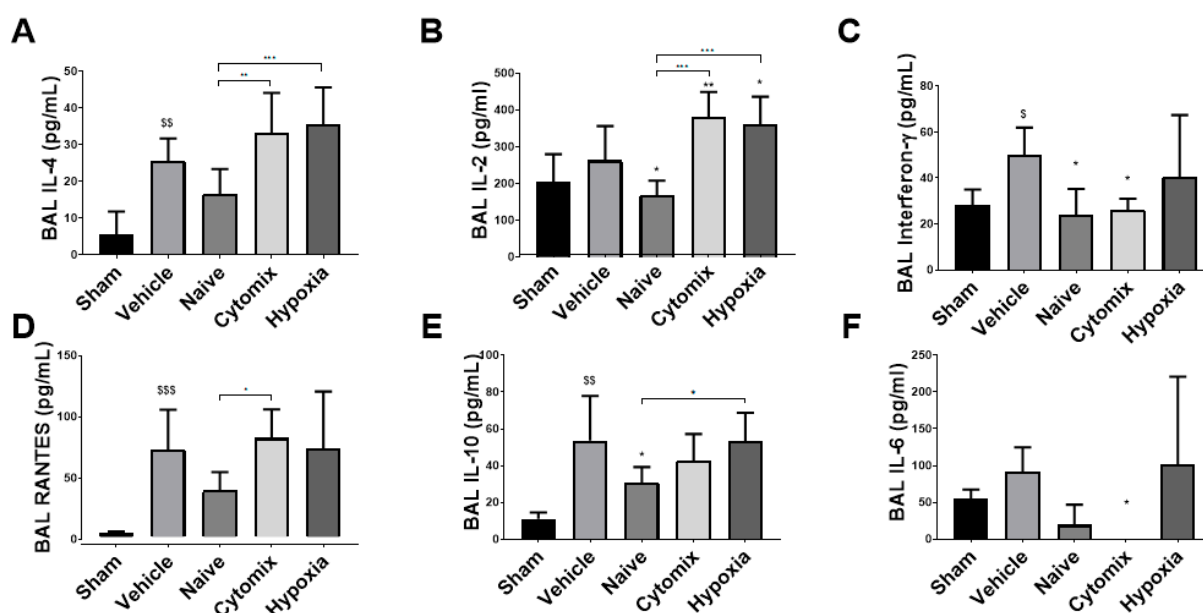 A
BAL IL-4 (pg/mL)
50
40
30
20
10
0
$$
**
***
Sham
Vehicle
Naive
Cytomix
Hypoxia
B
BAL IL-2 (pg/ml)
500
400
300
200
100
0
*
***
***
**
*
Sham
Vehicle
Naive
Cytomix
Hypoxia
C
BAL Interferon-γ (pg/mL)
80
60
40
20
0
$
*
*
Sham
Vehicle
Naive
Cytomix
Hypoxia
D
BAL RANTES (pg/mL)
150
100
50
0
$$$
*
Sham
Vehicle
Naive
Cytomix
Hypoxia
E
BAL IL-10 (pg/mL)
100
80
60
40
20
0
$$
*
*
Sham
Vehicle
Naive
Cytomix
Hypoxia
F
BAL IL-6 (pg/ml)
250
200
150
100
50
0
*
Sham
Vehicle
Naive
Cytomix
Hypoxia